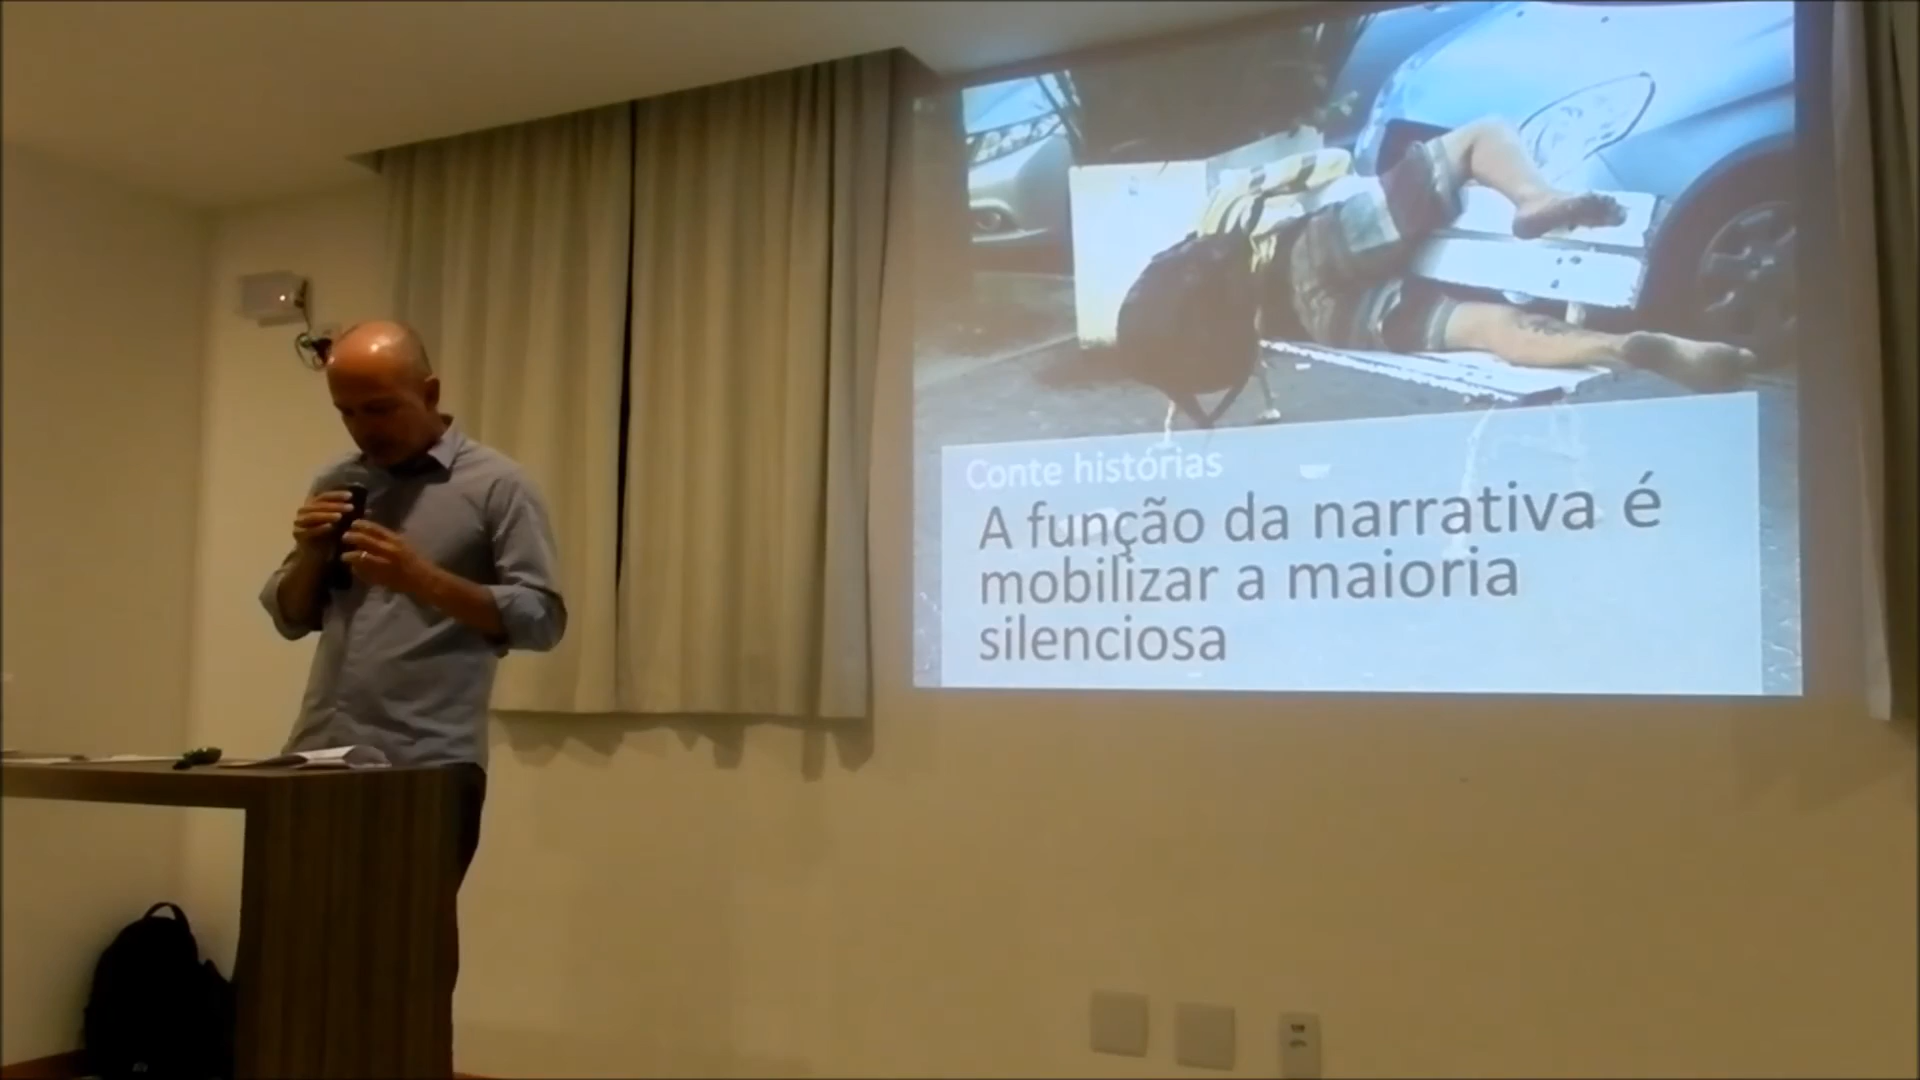 Conte histórias
A função da narrativa é
mobilizar a maioria
silenciosa